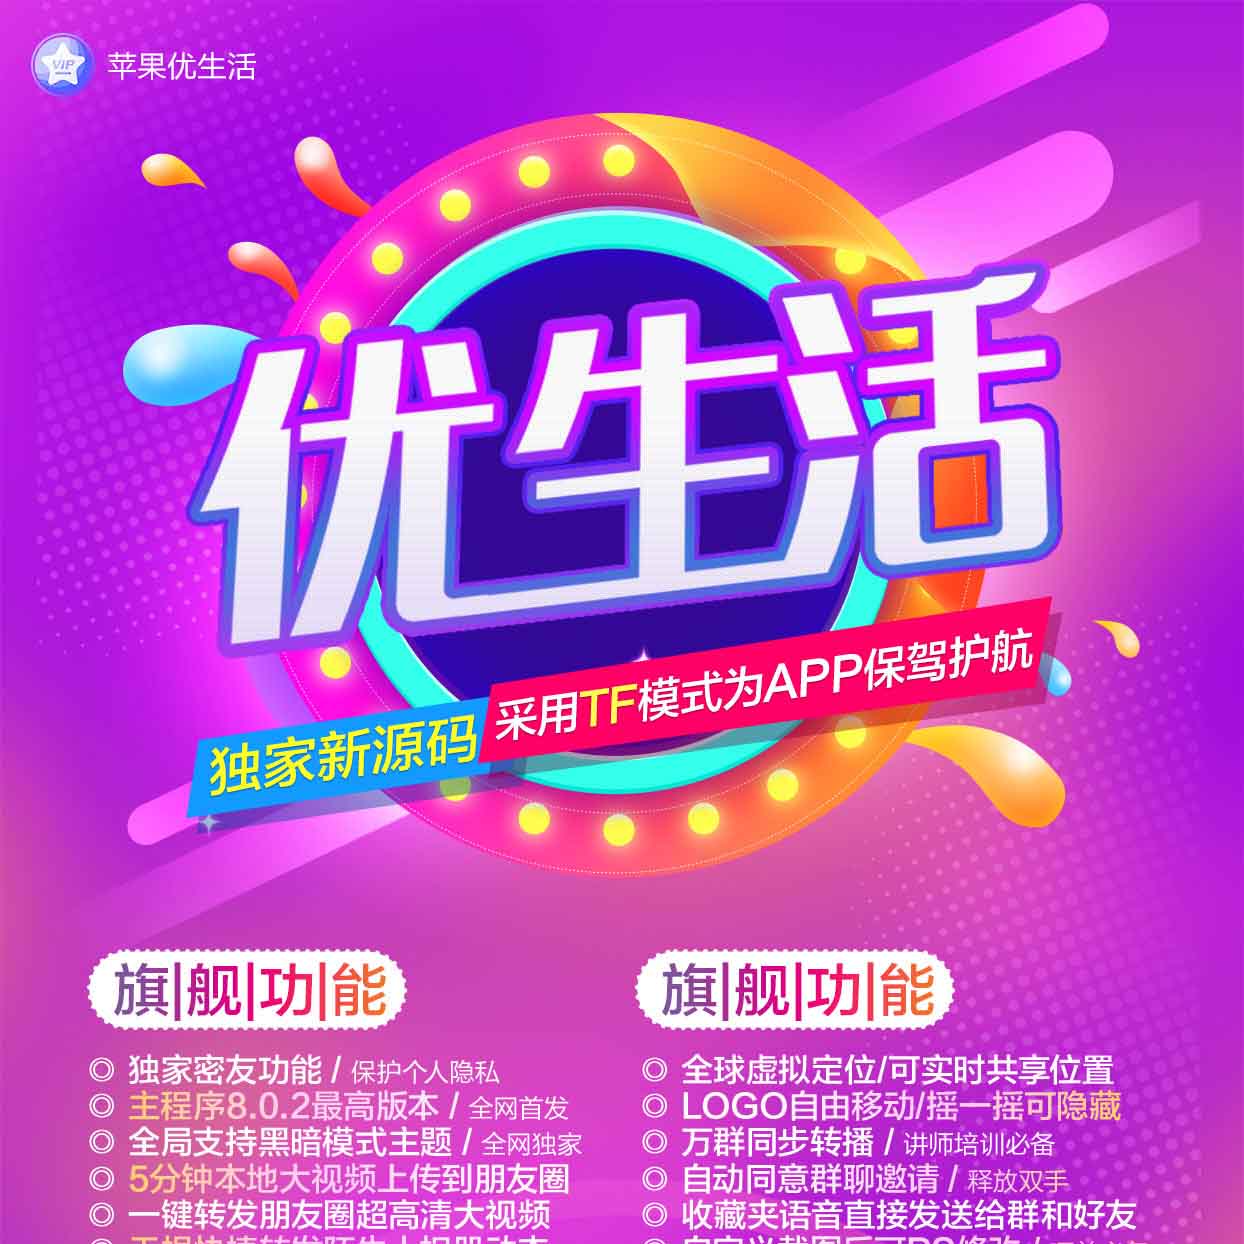 VIP
苹果优生活
优生活
独家新源码 采用TF模式为APP保驾护航
旗|舰|功|能
◎ 独家密友功能 / 保护个人隐私
◎ 主程序8.0.2最高版本 / 全网首发
◎ 全局支持黑暗模式主题 / 全网独家
◎ 5分钟本地大视频上传到朋友圈
◎ 一键转发朋友圈超高清大视频
旗|舰|功|能
◎ 全球虚拟定位/可实时共享位置
◎ LOGO自由移动/摇一摇可隐藏
◎ 万群同步转播 / 讲师培训必备
◎ 自动同意群聊邀请 / 释放双手
◎ 收藏夹语音直接发送给群和好友